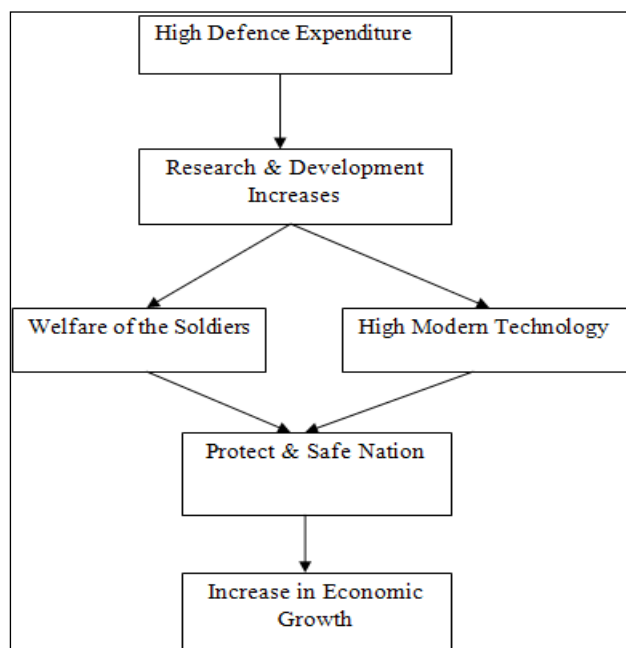 High Defence Expenditure
Research & Development
Increases
Welfare of the Soldiers
High Modern Technology
Protect & Safe Nation
Increase in Economic
Growth